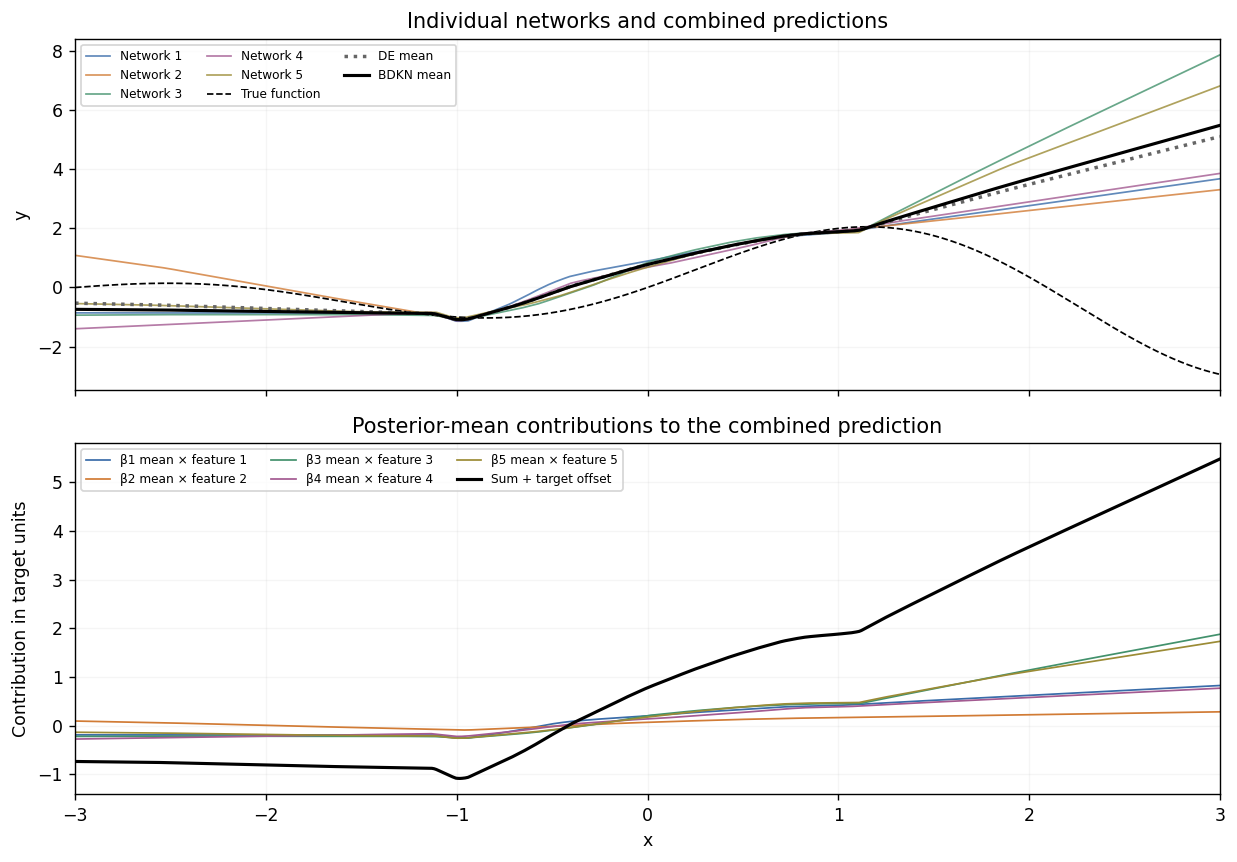 Individual networks and combined predictions
Network 1 Network 4 DE mean
Network 2 Network 5 BDKN mean
Network 3 True function
8
6
4
2
0
−2
y
Posterior-mean contributions to the combined prediction
β1 mean × feature 1 β3 mean × feature 3 β5 mean × feature 5
β2 mean × feature 2 β4 mean × feature 4 Sum + target offset
5
4
3
2
1
0
−1
Contribution in target units
−3 −2 −1 0 1 2 3
x